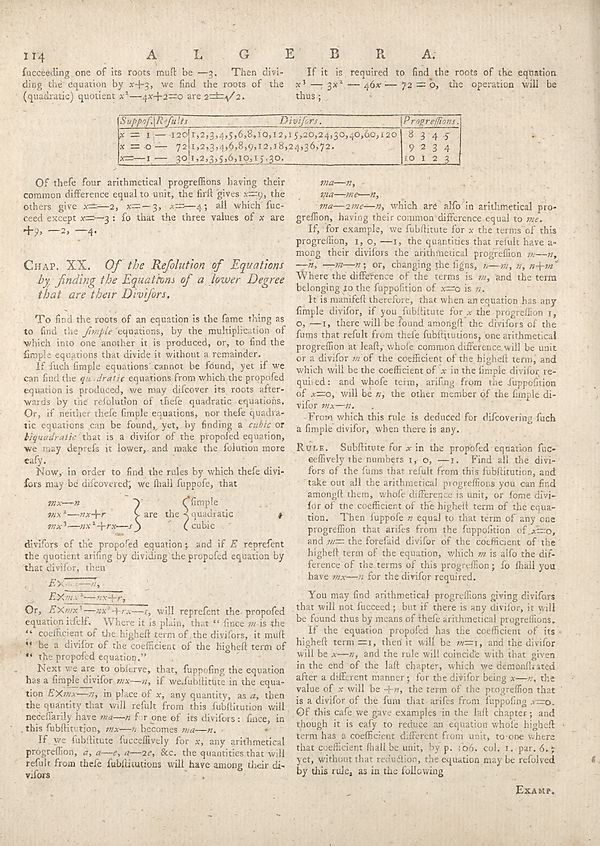 114 A L G E B R A.
ſucceeding one of its roots muſt be —3. Then divi-
ding the equation by x+3, we find the roots of the
(quadratic) quotient x²—4x+2=0 are 2±√2.
If it is required to find the roots of the equation
x³ — 3x² — 46x — 72 = 0, the operation will be
thus;
Suppoſ. Reſults Diviſors. Progreſſions.
x = 1 — 120 1,2,3,4,5,6,8,10,12,15,20,24,30,40,60,120 8 3 4 5
x = 0 — 72 1,2,3,4,6,8,9,12,18,24,36,72. 9 2 3 4
x=—1 — 30 1,2,3,5,6,10,15,30. 10 1 2 3
Of theſe four arithmetical progreſſions having their
common difference equal to unit, the firſt gives x=9, the
others give x=—2, x=—3, x=—4; all which ſuc-
ceed except x=—3: ſo that the three values of x are
+9, —2, —4.
CHAP. XX. Of the Reſolution of Equations
by finding the Equations of a lower Degree
that are their Diviſors.
To find the roots of an equation is the ſame thing as
to find the ſimple equations, by the multiplication of
which into one another it is produced, or, to find the
ſimple equations that divide it without a remainder.
If ſuch ſimple equations cannot be found, yet if we
can find the quadratic equations from which the propoſed
equation is produced, we may diſcover its roots after-
wards by the reſolution of theſe quadratic equations.
Or, if neither theſe ſimple equations, nor theſe quadra-
tic equations can be found, yet, by finding a cubic or
biquadratic that is a diviſor of the propoſed equation,
we may depreſs it lower, and make the ſolution more
eaſy.
Now, in order to find the rules by which theſe divi-
ſors may be diſcovered, we ſhall ſuppoſe, that
mx—n ſimple
mx²—nx+r are the quadratic
mx³—nx²+rx—s cubic
diviſors of the propoſed equation; and if E repreſent
the quotient ariſing by dividing the propoſed equation by
that diviſor, then
E×mx—n,
E×mx²—nx+r,
Or, E×mx³—nx²+rx—s, will repreſent the propoſed
equation itſelf. Where it is plain, that “ ſince m is the
“ coefficient of the higheſt term of the diviſors, it muſt
“ be a diviſor of the coefficient of the higheſt term of
“ the propoſed equation.”
Next we are to obſerve, that, ſuppoſing the equation
has a ſimple diviſor mx—n, if we ſubſtitute in the equa-
tion E×mx—n, in place of x, any quantity, as a, then
the quantity that will reſult from this ſubſtitution will
neceſſarily have ma—n for one of its diviſors: ſince, in
this ſubſtitution, mx—n becomes ma—n.
If we ſubſtitute ſucceſſively for x, any arithmetical
progreſſion, a, a—e, a—2e, &c. the quantities that will
reſult from theſe ſubſtitutions will have among their di-
viſors
ma—n,
ma—me—n,
ma—2me—n, which are alſo in arithmetical pro-
greſſion, having their common difference equal to me.
If, for example, we ſubſtitute for x the terms of this
progreſſion, 1, 0, —1, the quantities that reſult have a-
mong their diviſors the arithmetical progreſſion m—n,
—n, —m—n; or, changing the ſigns, n—m, n, n+m
Where the difference of the terms is m, and the term
belonging to the ſuppoſition of x=0 is n.
It is manifeſt therefore, that when an equation has any
ſimple diviſor, if you ſubſtitute for x the progreſſion 1,
0, —1, there will be found amongſt the diviſors of the
ſums that reſult from theſe ſubſtitutions, one arithmetical
progreſſion at leaſt, whoſe common difference will be unit
or a diviſor m of the coefficient of the higheſt term, and
which will be the coefficient of x in the ſimple diviſor re-
quired: and whoſe term, ariſing from the ſuppoſition
of x=0, will be n, the other member of the ſimple di-
viſor mx—n.
From which this rule is deduced for diſcovering ſuch
a ſimple diviſor, when there is any.
RULE. Subſtitute for x in the propoſed equation ſuc-
ceſſively the numbers 1, 0, —1. Find all the divi-
ſors of the ſums that reſult from this ſubſtitution, and
take out all the arithmetical progreſſions you can find
amongſt them, whoſe difference is unit, or ſome divi-
ſor of the coefficient of the higheſt term of the equa-
tion. Then ſuppoſe n equal to that term of any one
progreſſion that ariſes from the ſuppoſition of x=0,
and m= the foreſaid diviſor of the coefficient of the
higheſt term of the equation, which m is alſo the dif-
ference of the terms of this progreſſion; ſo ſhall you
have mx—n for the diviſor required.
You may find arithmetical progreſſions giving diviſors
that will not ſucceed; but if there is any diviſor, it will
be found thus by means of theſe arithmetical progreſſions.
If the equation propoſed has the coefficient of its
higheſt term =1, then it will be m=1, and the diviſor
will be x—n, and the rule will coincide with that given
in the end of the laſt chapter, which we demonſtrated
after a different manner; for the diviſor being x—n, the
value of x will be +n, the term of the progreſſion that
is a diviſor of the ſum that ariſes from ſuppoſing x=0.
Of this caſe we gave examples in the laſt chapter; and
though it is eaſy to reduce an equation whoſe higheſt
term has a coefficient different from unit, to one where
that coefficient ſhall be unit, by p. 106. col. 1. par. 6.;
yet, without that reduction, the equation may be reſolved
by this rule, as in the following
EXAMP.